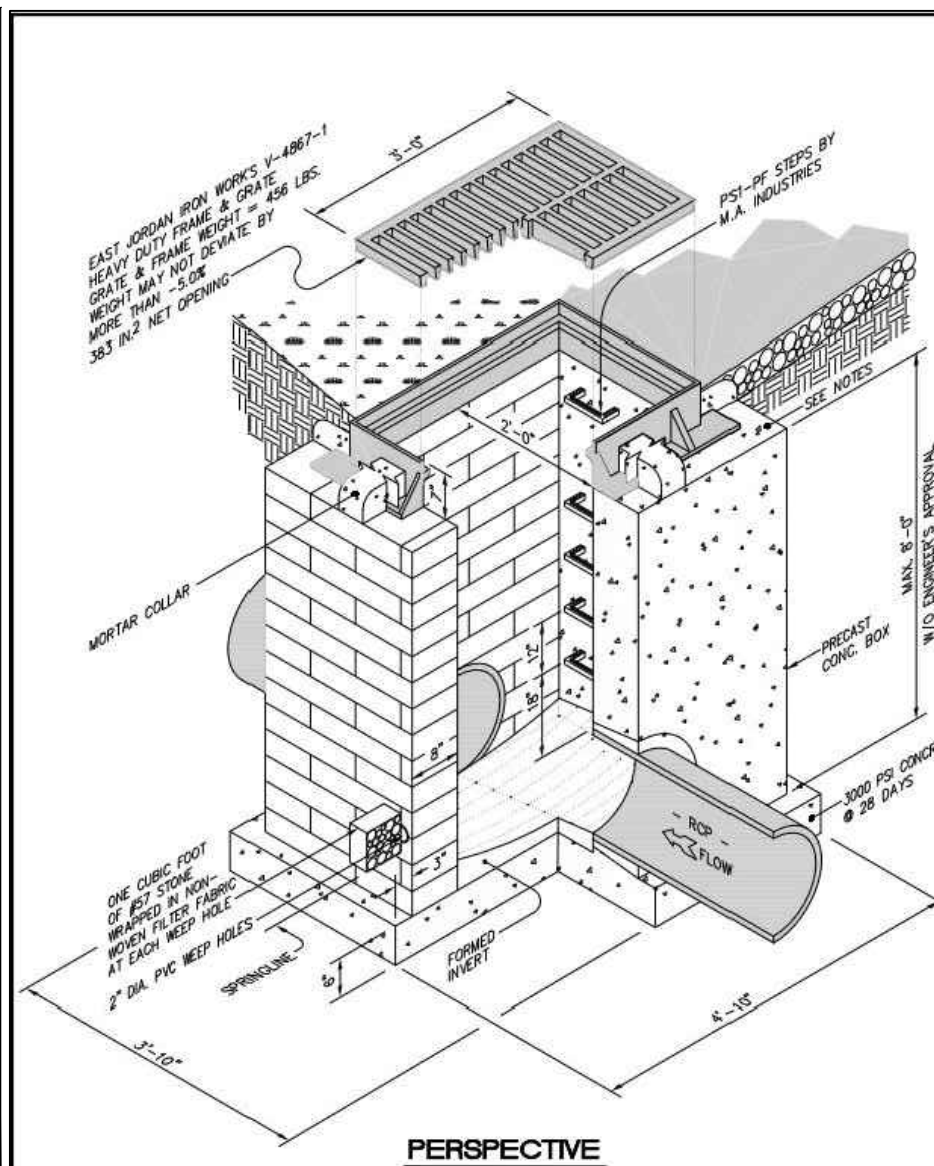 3'-0"
EAST JORDAN IRON WORK'S V-4867-1
HEAVY DUTY FRAME & GRATE
GRATE & FRAME WEIGHT = 456 LBS.
WEIGHT MAY NOT DEVIATE BY
MORE THAN -5.0%
383 IN.2 NET OPENING
PS1-PF STEPS BY
M.A. INDUSTRIES
SEE NOTES
2'-0"
7"
MORTAR COLLAR
MAX. 8'-0"
W/O ENGINEER'S APPROVAL
PRECAST
CONC. BOX
12"
18"
8"
3000 PSI CONCR
@ 28 DAYS
- RCP -
FLOW
3"
ONE CUBIC FOOT
OF #57 STONE
WRAPPED IN NON-
WOVEN FILTER FABRIC
AT EACH WEEP HOLE
2" DIA. PVC WEEP HOLES
SPRINGLINE
FORMED
INVERT
6"
3'-10"
4'-10"
PERSPECTIVE